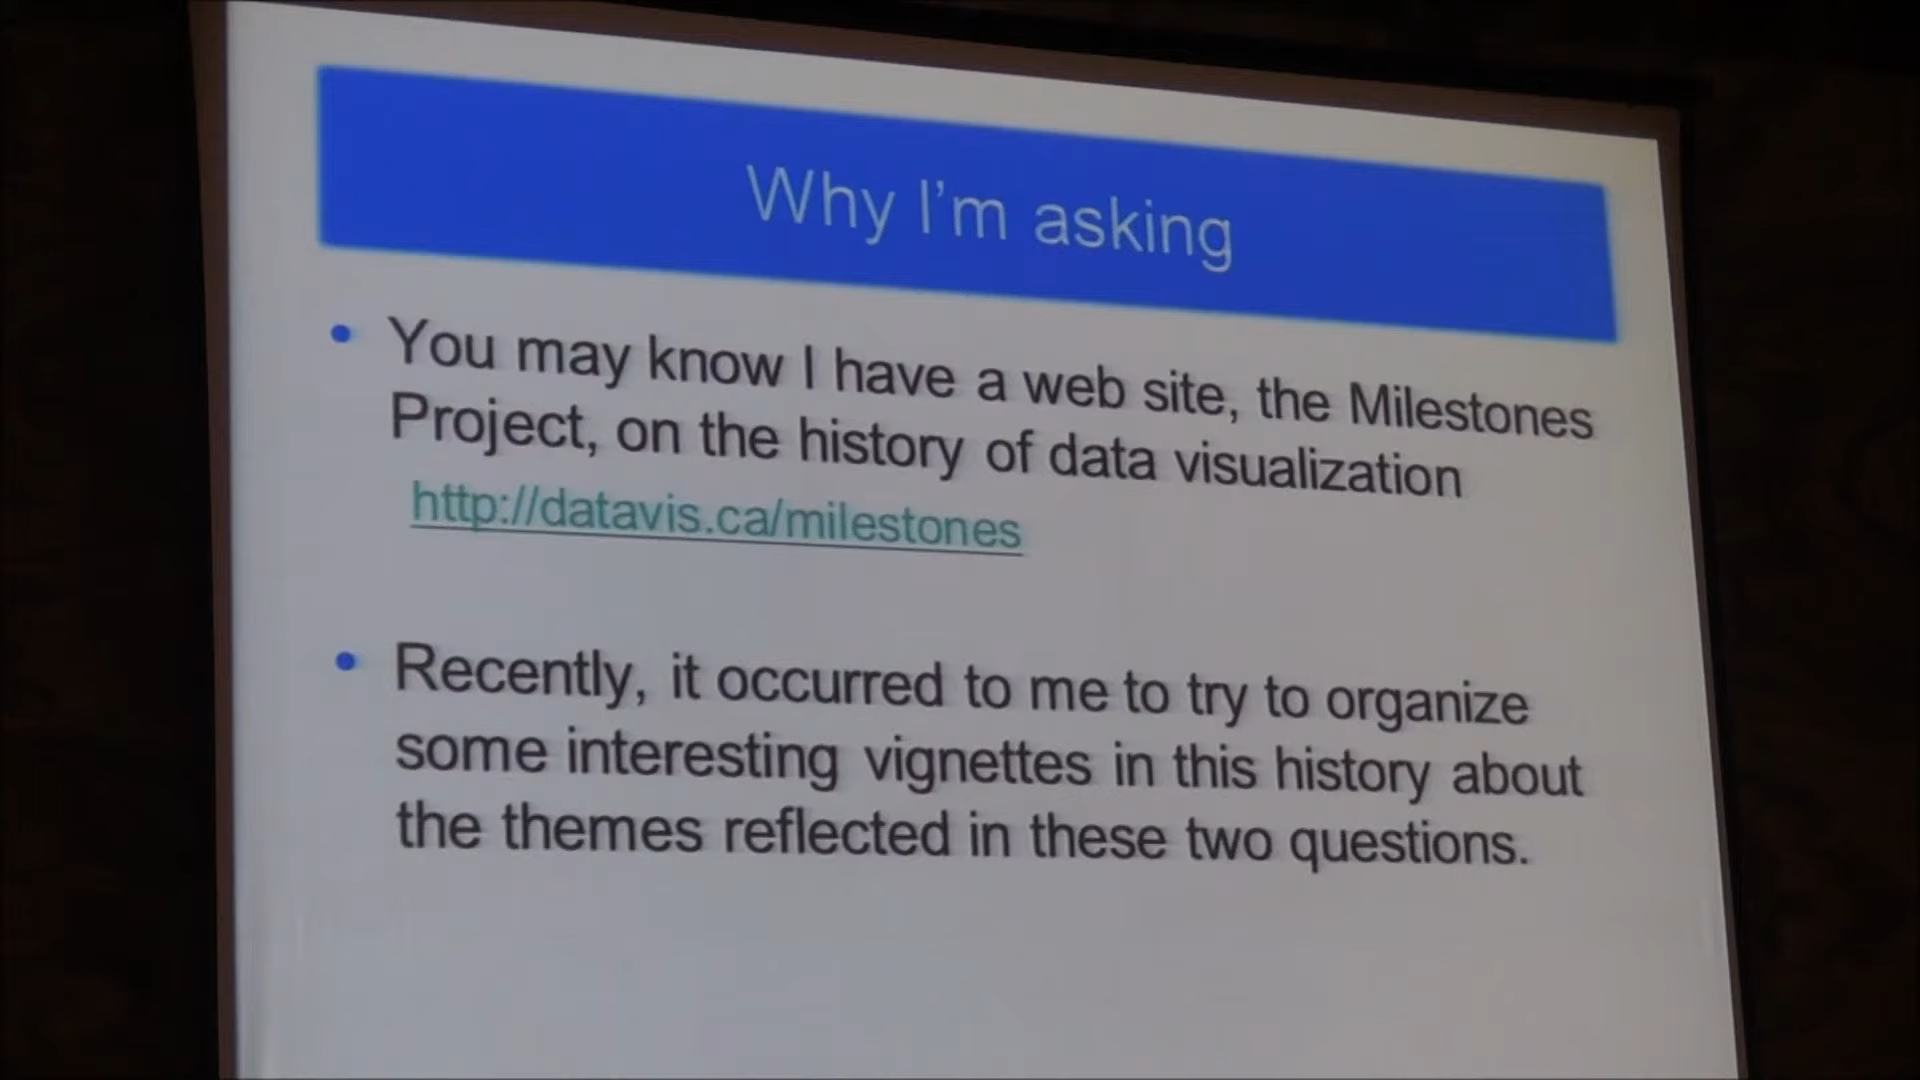 Why I'm asking
• You may know I have a web site, the Milestones
Project, on the history of data visualization
http://datavis.ca/milestones
• Recently, it occurred to me to try to organize
some interesting vignettes in this history about
the themes reflected in these two questions.